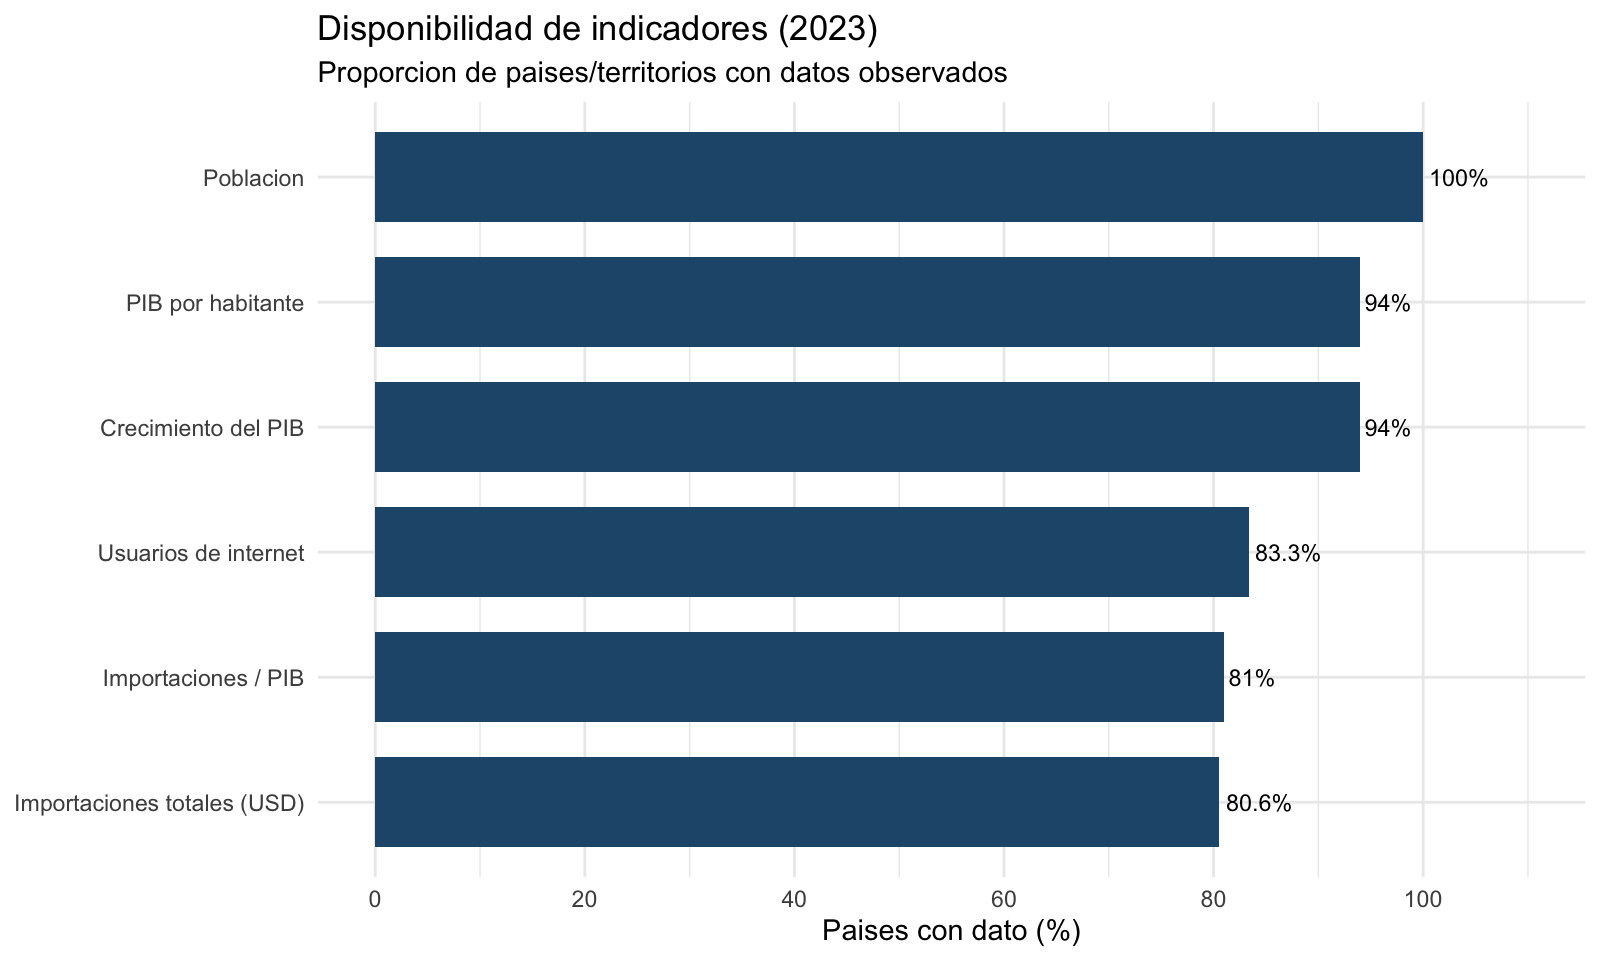 Disponibilidad de indicadores (2023)
Proporcion de paises/territorios con datos observados
Poblacion
100%
PIB por habitante
94%
Crecimiento del PIB
94%
Usuarios de internet
83.3%
Importaciones / PIB
81%
Importaciones totales (USD)
80.6%
0 20 40 60 80 100
Paises con dato (%)